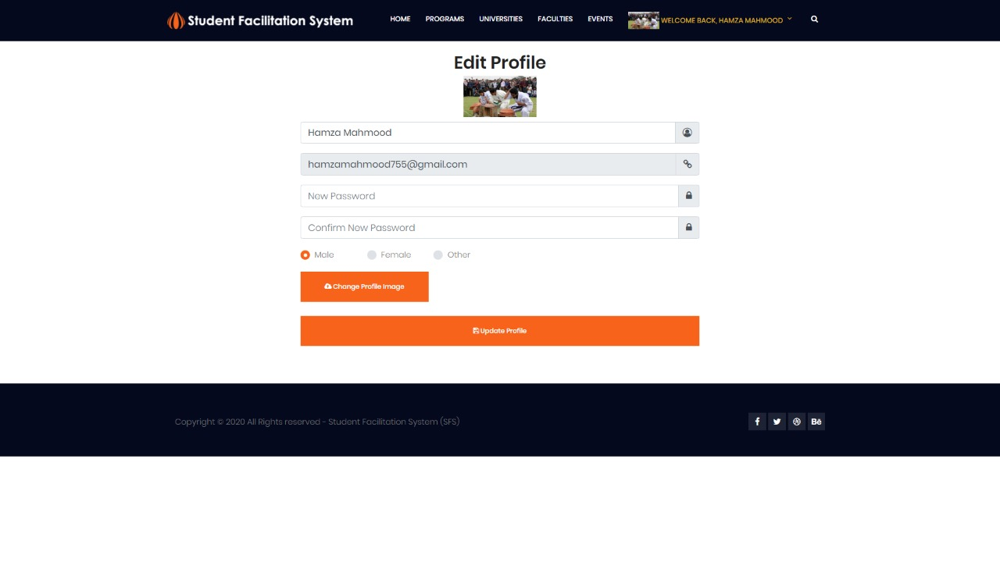 Student Facilitation System
HOME PROGRAMS UNIVERSITIES FACULTIES EVENTS WELCOME BACK, HAMZA MAHMOOD
Edit Profile
Hamza Mahmood
hamzamahmood755@gmail.com
New Password
Confirm New Password
Male Female Other
Change Profile Image
Update Profile
Copyright © 2020 All Rights reserved - Student Facilitation System (SFS)